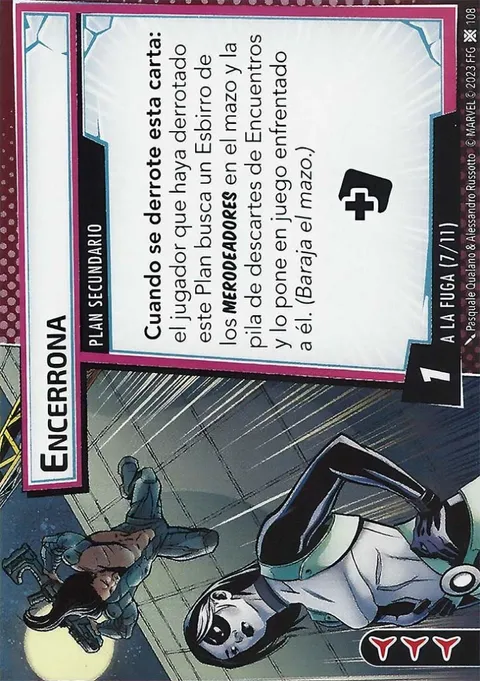 ENCERRONA
PLAN SECUNDARIO
Cuando se derrote esta carta:
el jugador que haya derrotado
este Plan busca un Esbirro de
los MERODEADORES en el mazo y la
pila de descartes de Encuentros
y lo pone en juego enfrentado
a él. (Baraja el mazo.)
1
A LA FUGA (7/11)
Pasquale Qualano & Alessandro Russotto
© MARVEL © 2023 FFG 108